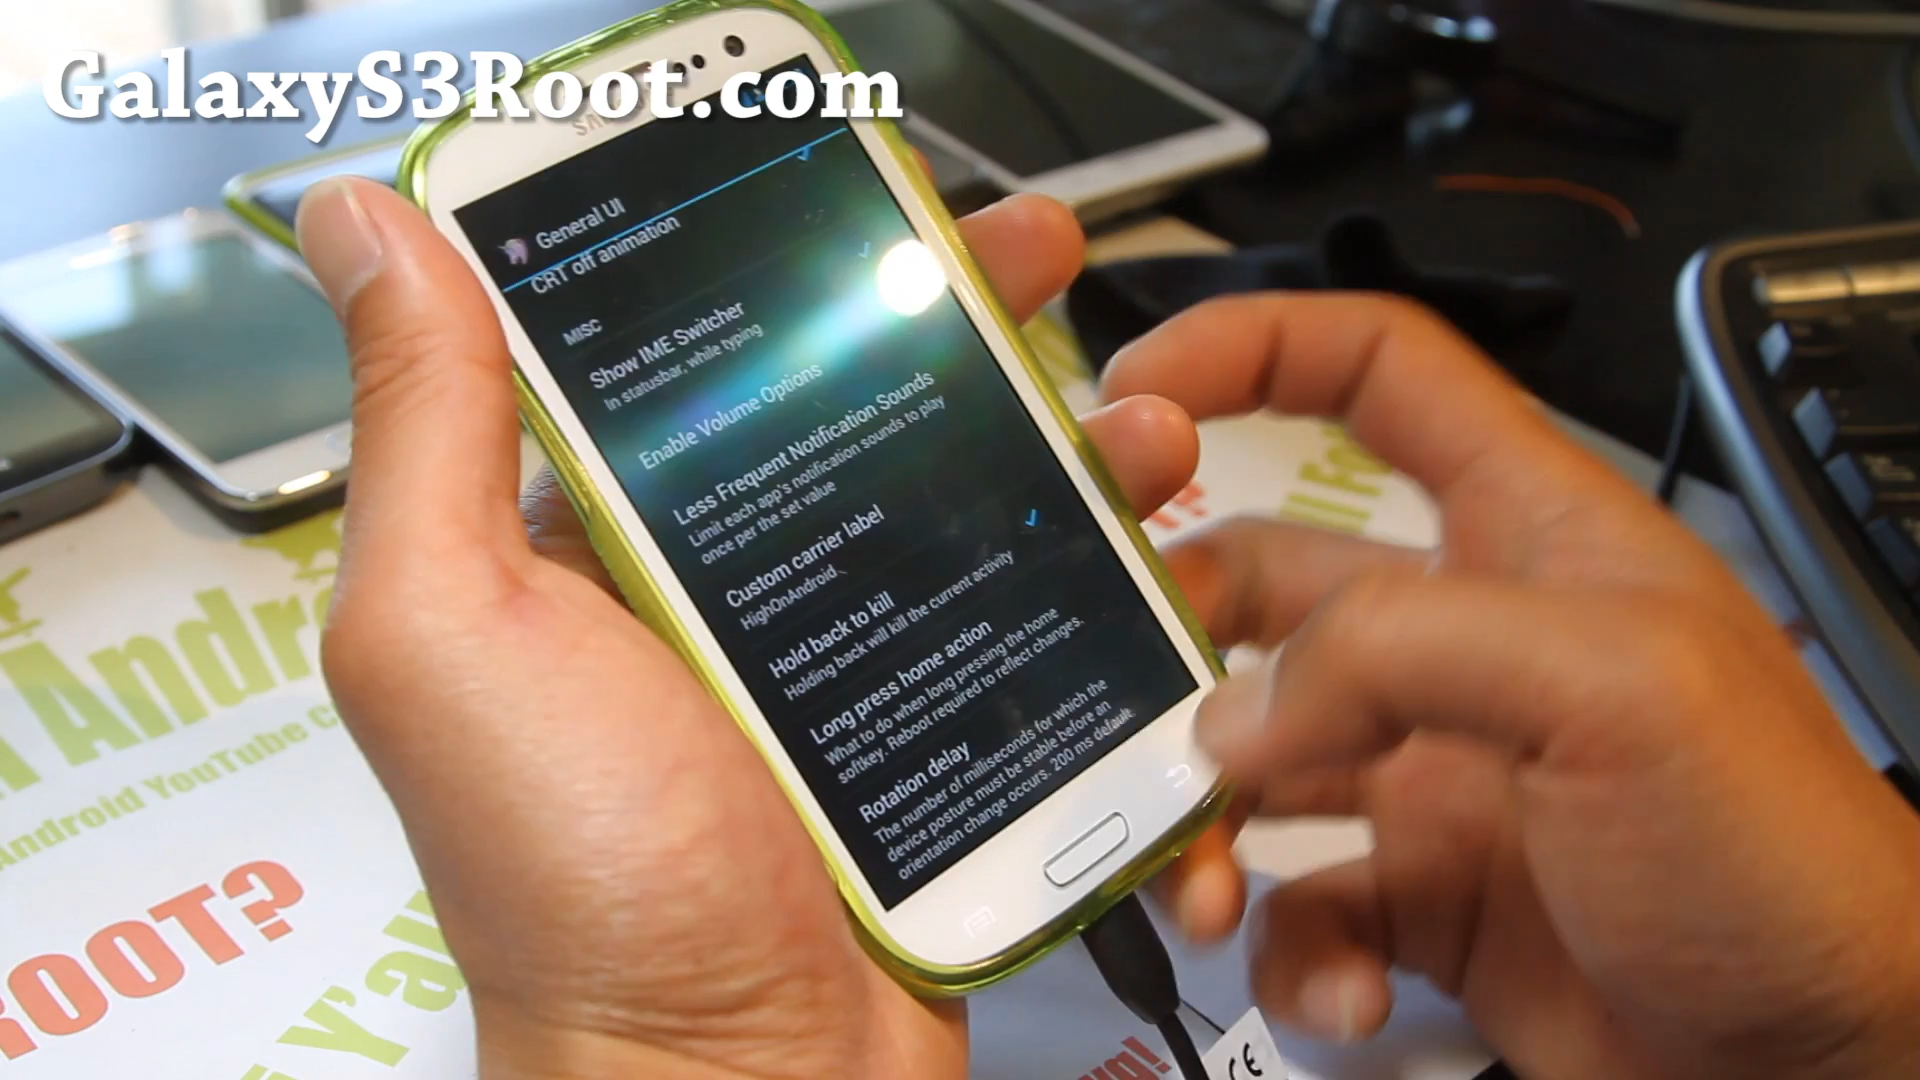 GalaxyS3Root.com
SAMSUNG
General UI
CRT off animation
MISC
Show IME Switcher
In statusbar, while typing
Enable Volume Options
Less Frequent Notification Sounds
Limit each app's notification sounds to play
once per the set value
Custom carrier label
HighOnAndroid
Hold back to kill
Holding back will kill the current activity
Long press home action
What to do when long pressing the home
softkey. Reboot required to reflect changes.
Rotation delay
The number of milliseconds for which the
device posture must be stable before an
orientation change occurs. 200 ms default.
Android YouTube
ROOT?
Y'all
CE